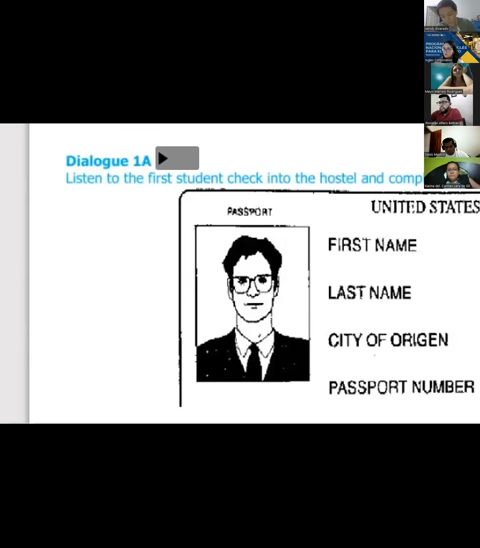 Dialogue 1A
Listen to the first student check into the hostel and comp
PASSPORT
UNITED STATES
FIRST NAME
LAST NAME
CITY OF ORIGEN
PASSPORT NUMBER